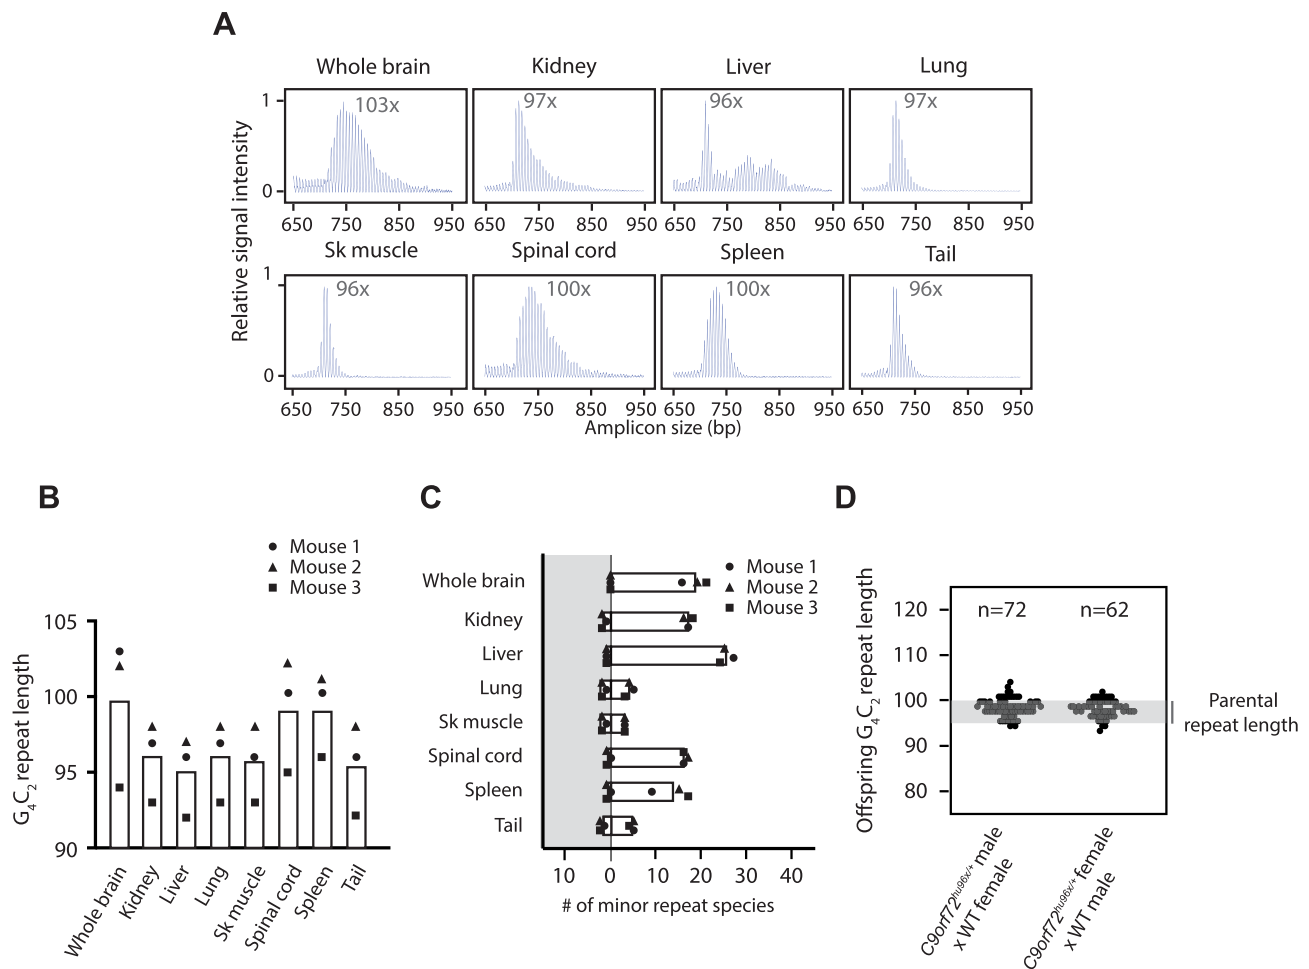 A
Whole brain Kidney Liver Lung
103x 97x 96x 97x
1
0
650 750 850 950 650 750 850 950 650 750 850 950 650 750 850 950
Sk muscle Spinal cord Spleen Tail
96x 100x 100x 96x
1
0
650 750 850 950 650 750 850 950 650 750 850 950 650 750 850 950
Relative signal intensity
Amplicon size (bp)
B
Mouse 1
Mouse 2
Mouse 3
105
100
95
90
G4C2 repeat length
Whole brain
Kidney
Liver
Lung
Sk muscle
Spinal cord
Spleen
Tail
C
Mouse 1
Mouse 2
Mouse 3
Whole brain
Kidney
Liver
Lung
Sk muscle
Spinal cord
Spleen
Tail
10 0 10 20 30 40
# of minor repeat species
D
Offspring G4C2 repeat length
120
110
100
90
80
n=72 n=62
Parental
repeat length
C9orf72hu96x/+ male
x WT female
C9orf72hu96x/+ female
x WT male